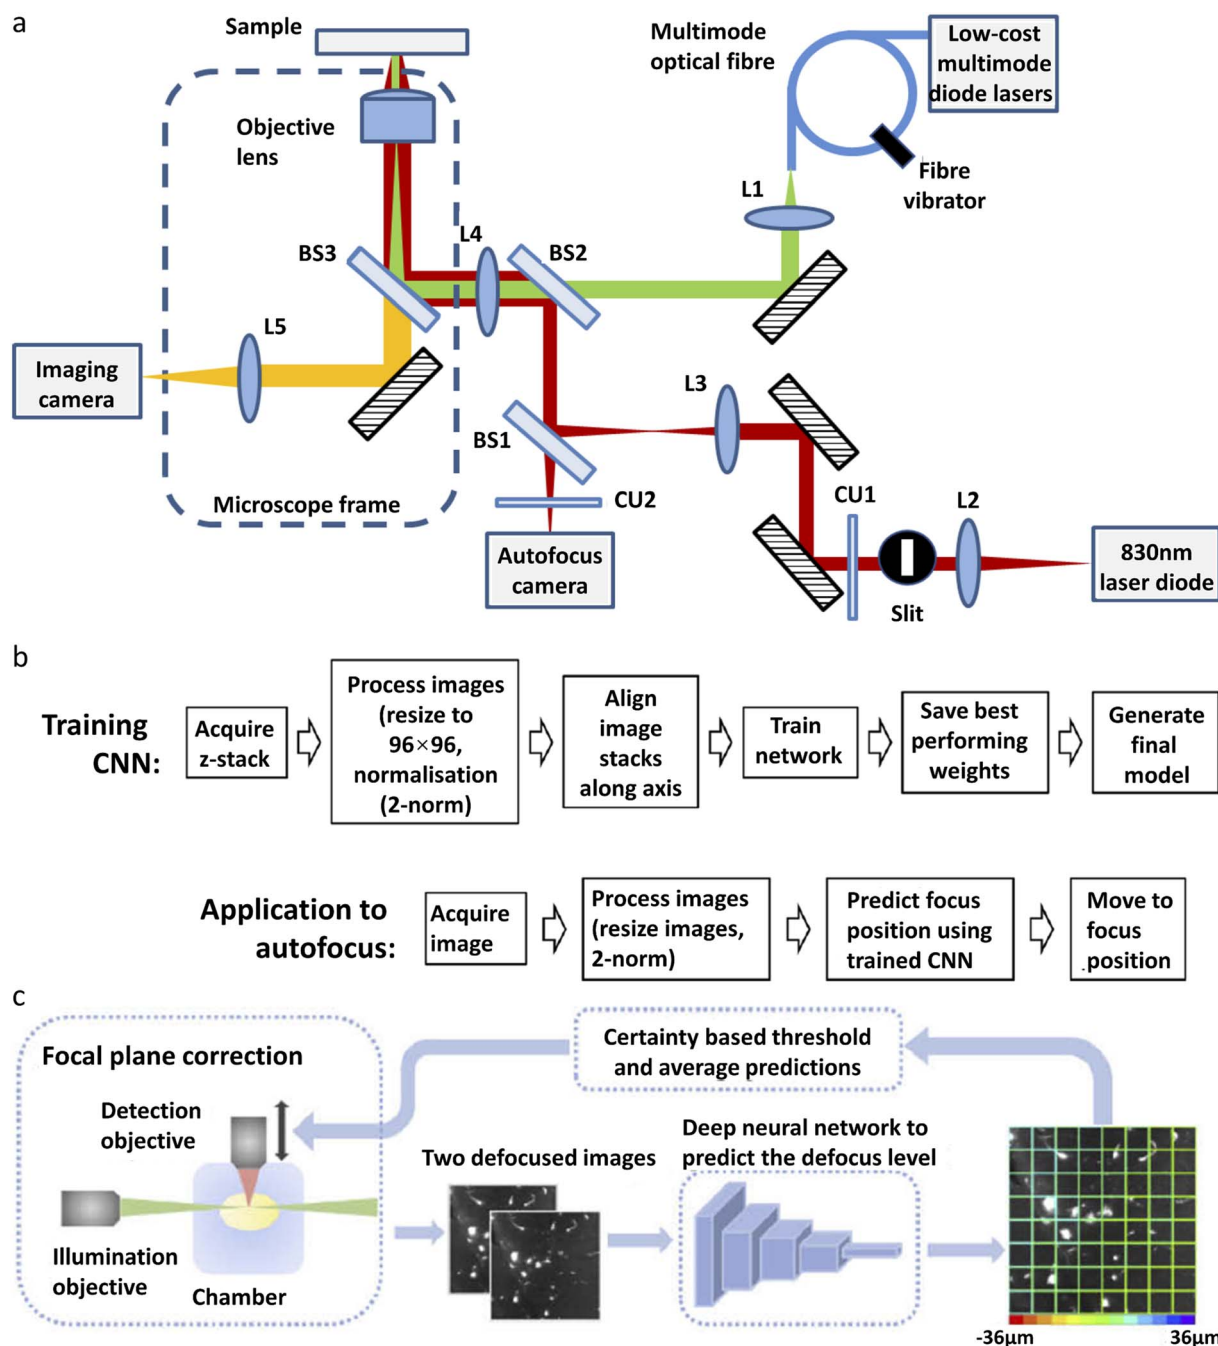 a
Sample
Objective
lens
Multimode
optical fibre
Low-cost
multimode
diode lasers
Fibre
vibrator
L1
BS3
L4
BS2
L5
Imaging
camera
L3
BS1
Microscope frame
CU2
CU1
L2
Autofocus
camera
Slit
830nm
laser diode
b
Training
CNN:
Acquire
z-stack
Process images
(resize to
96×96,
normalisation
(2-norm)
Align
image
stacks
along axis
Train
network
Save best
performing
weights
Generate
final
model
Application to
autofocus:
Acquire
image
Process images
(resize images,
2-norm)
Predict focus
position using
trained CNN
Move to
focus
position
c
Focal plane correction
Detection
objective
Illumination
objective
Chamber
Certainty based threshold
and average predictions
Two defocused images
Deep neural network to
predict the defocus level
-36μm
36μm